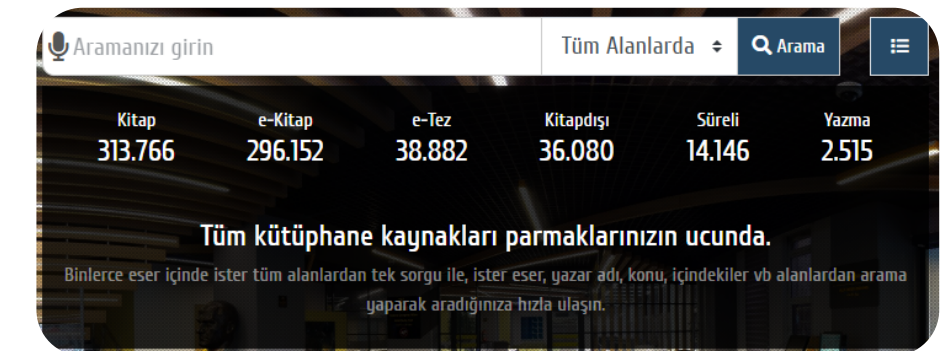 Aramanızı girin
Tüm Alanlarda
Arama
Kitap e-Kitap e-Tez Kitapdışı Süreli Yazma
313.766 296.152 38.882 36.080 14.146 2.515
Tüm kütüphane kaynakları parmaklarınızın ucunda.
Binlerce eser içinde ister tüm alanlardan tek sorgu ile, ister eser, yazar adı, konu, içindekiler vb alanlardan arama
yaparak aradığınıza hızla ulaşın.